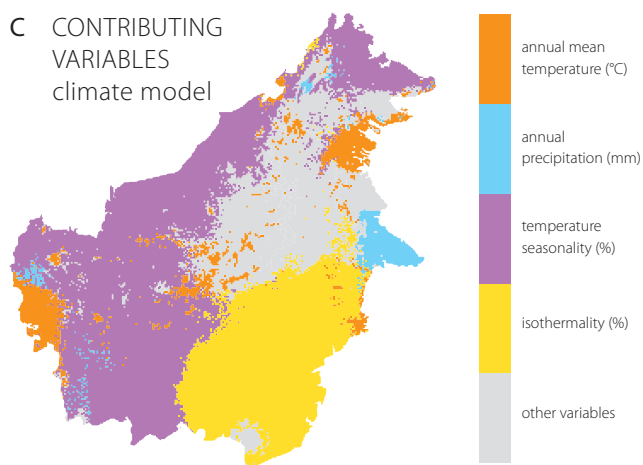 C CONTRIBUTING
VARIABLES
climate model
annual mean
temperature (°C)
annual
precipitation (mm)
temperature
seasonality (%)
isothermality (%)
other variables